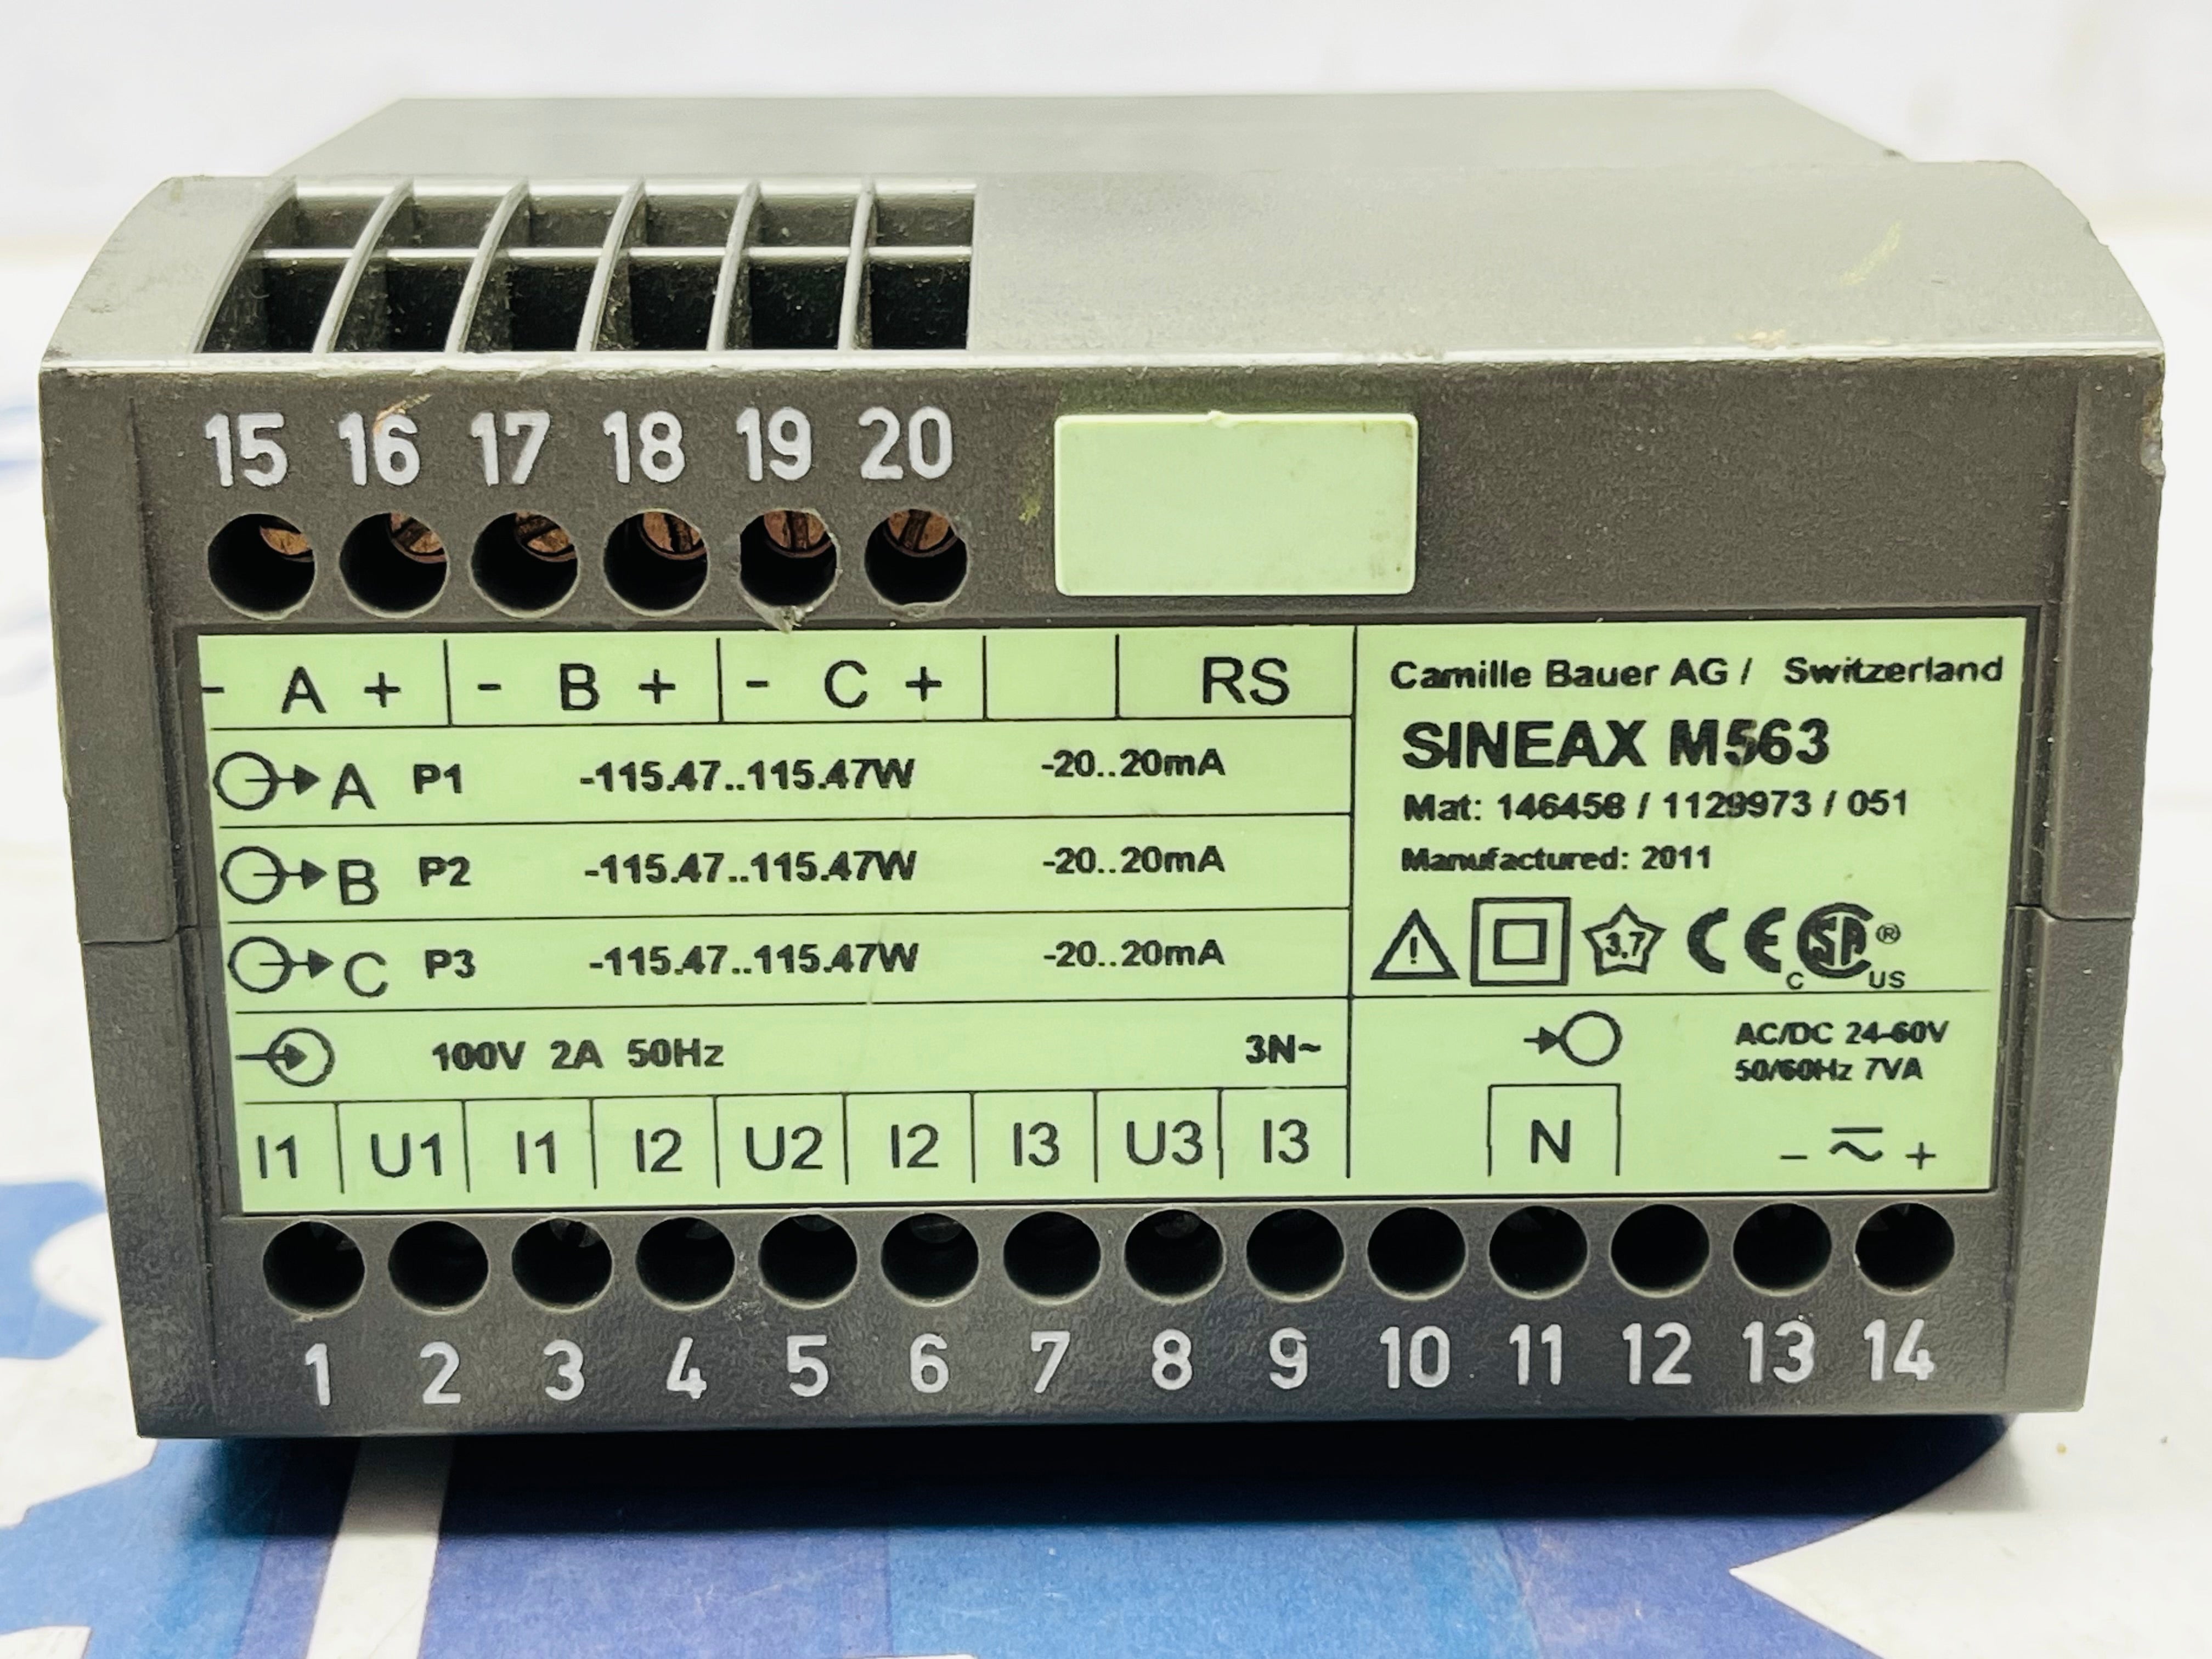 15 16 17 18 19 20
- A + - B + - C + RS
A P1 -115.47..115.47W -20..20mA
B P2 -115.47..115.47W -20..20mA
C P3 -115.47..115.47W -20..20mA
100V 2A 50Hz 3N~
I1 U1 I1 I2 U2 I2 I3 U3 I3
Camille Bauer AG / Switzerland
SINEAX M563
Mat: 146458 / 1129973 / 051
Manufactured: 2011
3.7 CE C SA ® US
AC/DC 24-60V
50/60Hz 7VA
N - +
1 2 3 4 5 6 7 8 9 10 11 12 13 14